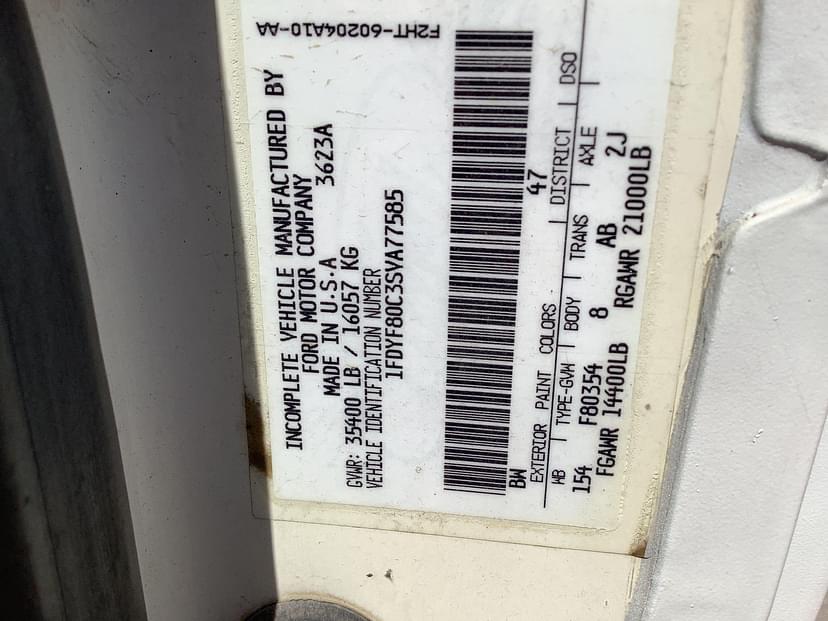 F2HT-60204A10-AA
INCOMPLETE VEHICLE MANUFACTURED BY
FORD MOTOR COMPANY
MADE IN U.S.A 3623A
GVWR: 35400 LB / 16057 KG
VEHICLE IDENTIFICATION NUMBER
1FDYF80C3SVA77585
BW 47
EXTERIOR PAINT COLORS DISTRICT DSO
WB TYPE-GVW BODY TRANS AXLE
154 F80354 8 AB 2J
FGAWR 14400LB RGAWR 21000LB